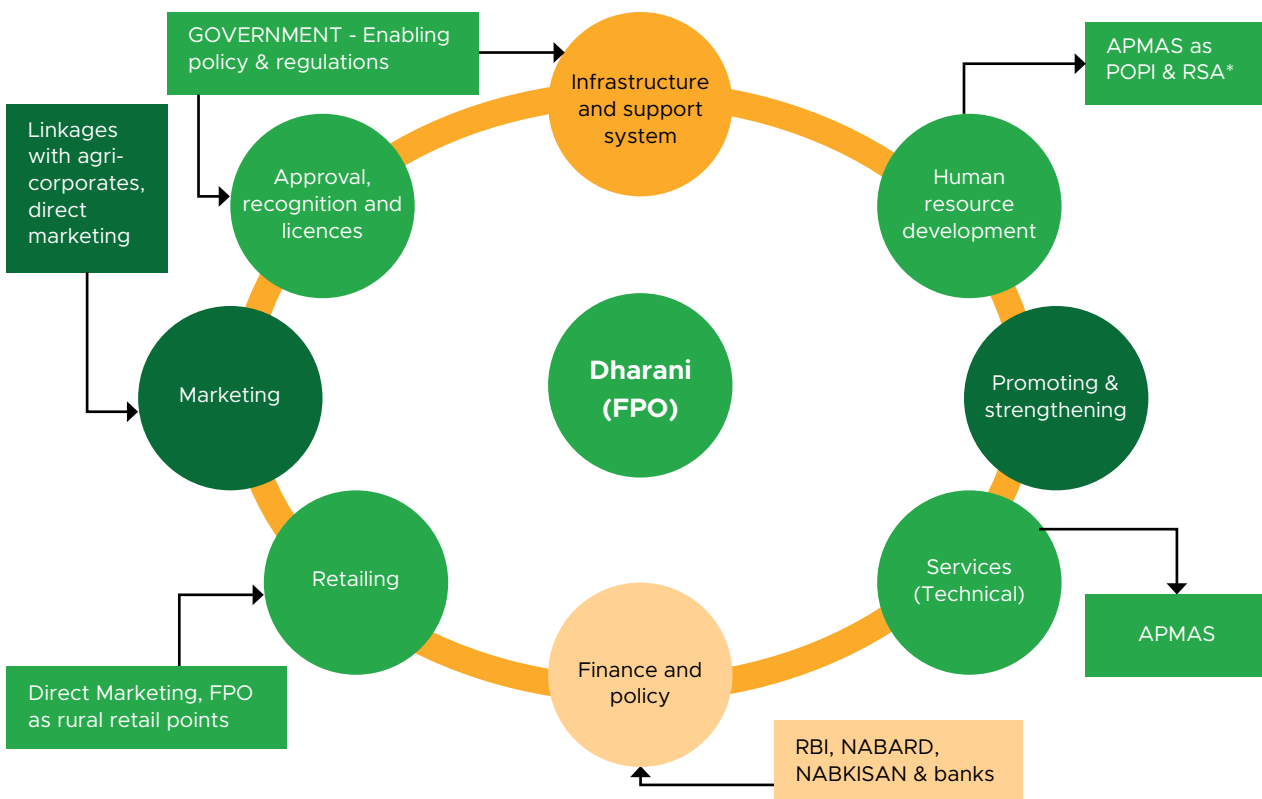 GOVERNMENT - Enabling
policy & regulations
Infrastructure
and support
system
APMAS as
POPI & RSA*
Linkages
with agri-
corporates,
direct
marketing
Approval,
recognition and
licences
Human
resource
development
Marketing
Dharani
(FPO)
Promoting &
strengthening
Retailing
Services
(Technical)
APMAS
Finance and
policy
Direct Marketing, FPO
as rural retail points
RBI, NABARD,
NABKISAN & banks